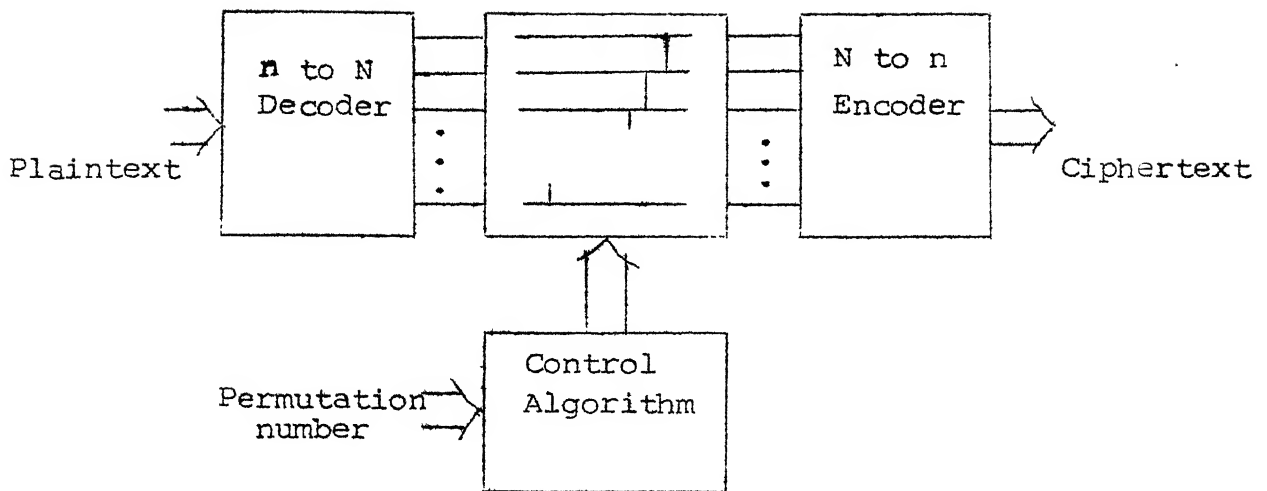 n to N
Decoder
N to n
Encoder
Plaintext
Ciphertext
Control
Algorithm
Permutation
number